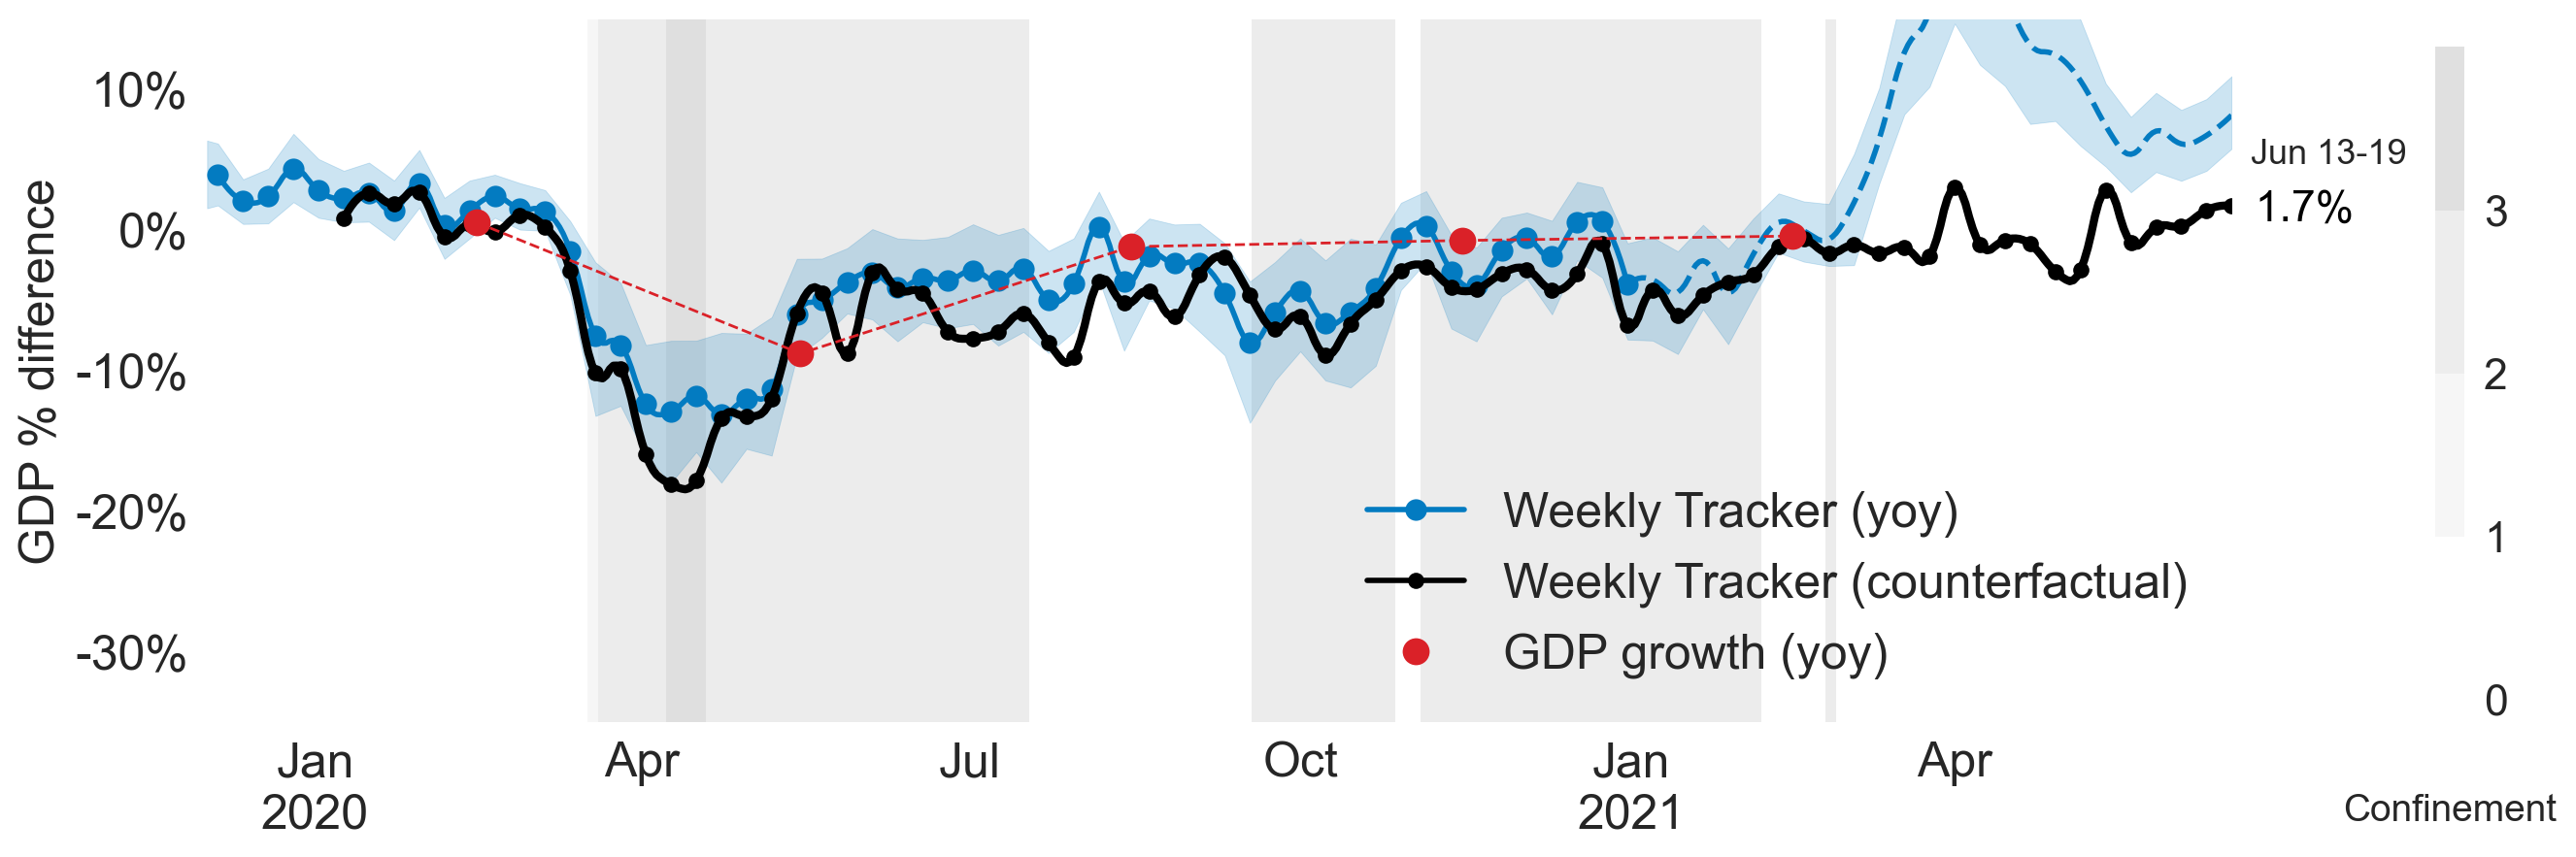 GDP % difference
10%
0%
-10%
-20%
-30%
Jun 13-19
1.7%
Weekly Tracker (yoy)
Weekly Tracker (counterfactual)
GDP growth (yoy)
3
2
1
0
Jan Apr Jul Oct Jan Apr
2020 2021
Confinement